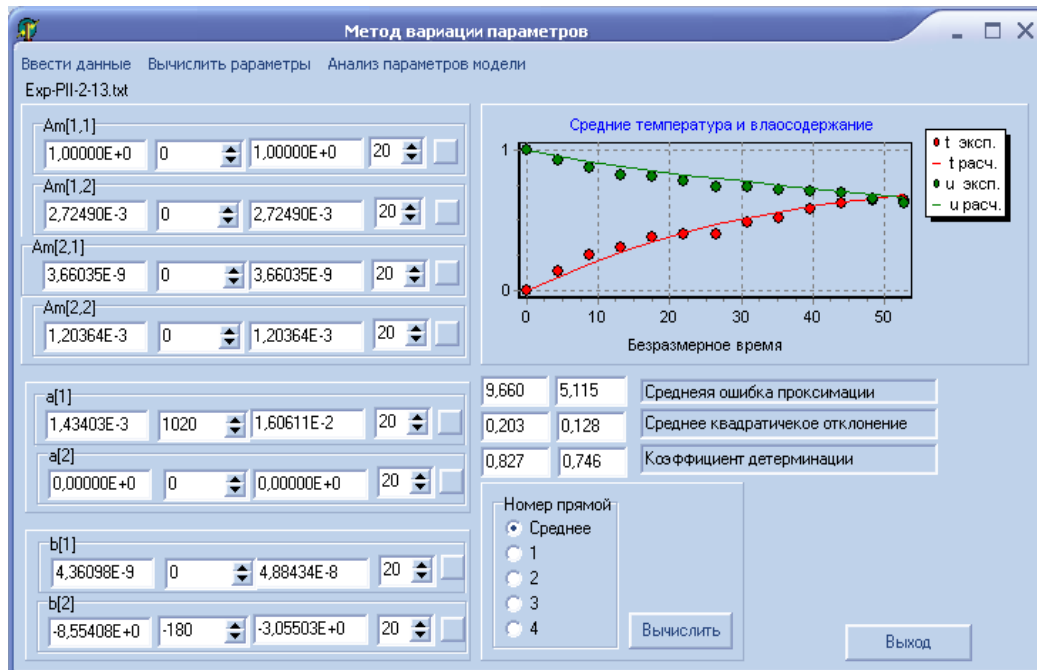 Метод вариации параметров
Ввести данные Вычислить рараметры Анализ параметров модели
Exp-PII-2-13.txt
Am[1,1]
1,00000E+0 0 1,00000E+0 20
Am[1,2]
2,72490E-3 0 2,72490E-3 20
Am[2,1]
3,66035E-9 0 3,66035E-9 20
Am[2,2]
1,20364E-3 0 1,20364E-3 20
a[1]
1,43403E-3 1020 1,60611E-2 20
a[2]
0,00000E+0 0 0,00000E+0 20
b[1]
4,36098E-9 0 4,88434E-8 20
b[2]
-8,55408E+0 -180 -3,05503E+0 20
Средние температура и влаосодержание
1
0
0 10 20 30 40 50
Безразмерное время
t эксп.
t расч.
u эксп.
u расч.
9,660 5,115 Среднеяя ошибка проксимации
0,203 0,128 Среднее квадратичекое отклонение
0,827 0,746 Коэффициент детерминации
Номер прямой
Среднее
1
2
3
4
Вычислить
Выход